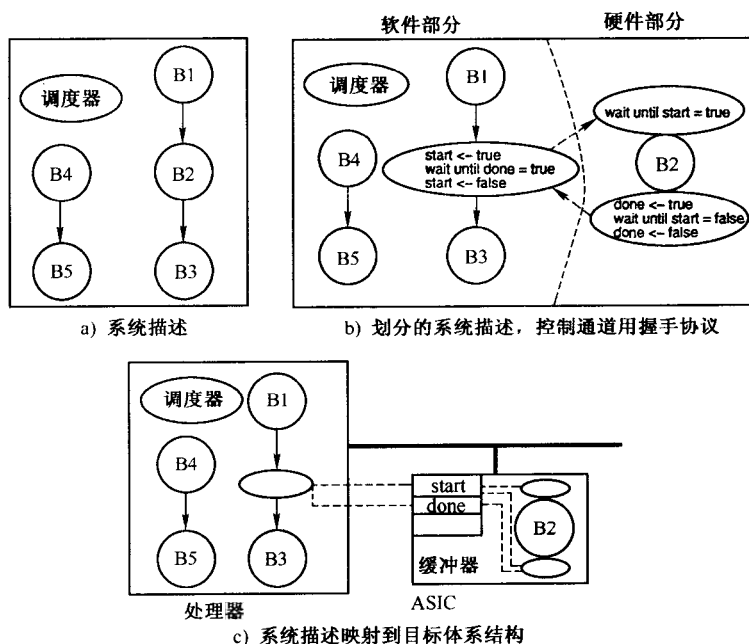 软件部分
硬件部分
调度器
B1
B4
B2
B5
B3
a) 系统描述
调度器
B1
wait until start = true
B4
start <- true
wait until done = true
start <- false
B2
done <- true
wait until start = false
done <- false
B5
B3
b) 划分的系统描述，控制通道用握手协议
调度器
B1
B4
B5
B3
处理器
start
done
B2
缓冲器
ASIC
c) 系统描述映射到目标体系结构